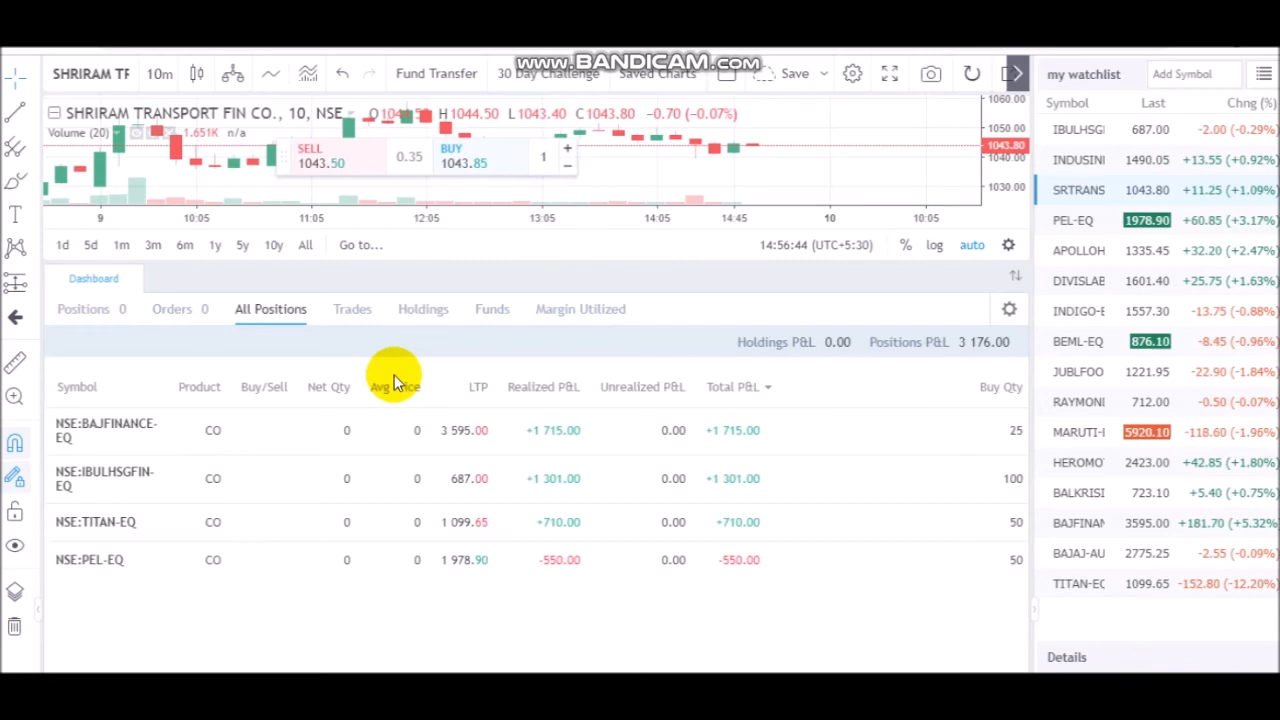 www.BANDICAM.com
SHRIRAM TF 10m Fund Transfer 30 Day Challenge Saved Charts Save
SHRIRAM TRANSPORT FIN CO., 10, NSE H1044.50 L1043.40 C1043.80 −0.70 (−0.07%)
Volume (20) 1.651K n/a
SELL
1043.50
0.35
BUY
1043.85
1
1060.00
1050.00
1043.80
1040.00
1030.00
9 10:05 11:05 12:05 13:05 14:05 14:45 10 10:05
1d 5d 1m 3m 6m 1y 5y 10y All Go to... 14:56:44 (UTC+5:30) % log auto
Dashboard
Positions 0 Orders 0 All Positions Trades Holdings Funds Margin Utilized
Holdings P&L 0.00 Positions P&L 3 176.00
Symbol Product Buy/Sell Net Qty Avg LTP Realized P&L Unrealized P&L Total P&L Buy Qty
NSE:BAJFINANCE-
EQ
CO 0 0 3 595.00 +1 715.00 0.00 +1 715.00 25
NSE:IBULHSGFIN-
EQ
CO 0 0 687.00 +1 301.00 0.00 +1 301.00 100
NSE:TITAN-EQ CO 0 0 1 099.65 +710.00 0.00 +710.00 50
NSE:PEL-EQ CO 0 0 1 978.90 -550.00 0.00 -550.00 50
my watchlist Add Symbol
Symbol Last Chng (%)
IBULHSGI 687.00 -2.00 (-0.29%)
INDUSINI 1490.05 +13.55 (+0.92%)
SRTRANS 1043.80 +11.25 (+1.09%)
PEL-EQ 1978.90 +60.85 (+3.17%)
APOLLOH 1335.45 +32.20 (+2.47%)
DIVISLAB 1601.40 +25.75 (+1.63%)
INDIGO-E 1557.30 -13.75 (-0.88%)
BEML-EQ 876.10 -8.45 (-0.96%)
JUBLFOO 1221.95 -22.90 (-1.84%)
RAYMONI 712.00 -0.50 (-0.07%)
MARUTI-I 5920.10 -118.60 (-1.96%)
HEROMO 2423.00 +42.85 (+1.80%)
BALKRISI 723.10 +5.40 (+0.75%)
BAJFINAN 3595.00 +181.70 (+5.32%
BAJAJ-AU 2775.25 -2.55 (-0.09%)
TITAN-EC 1099.65 -152.80 (-12.20%)
Details